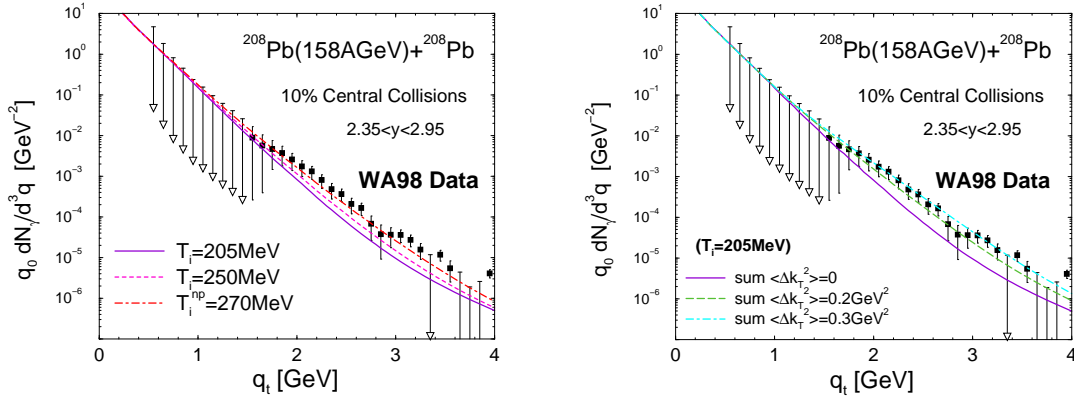 10^0
10^-1
10^-2
10^-3
10^-4
10^-5
10^-6
q_0 dN_γ/d^3q [GeV^-2]
^208Pb(158AGeV)+^208Pb
10% Central Collisions
2.35<y<2.95
WA98 Data
T_i=205MeV
T_i=250MeV
T_i^np=270MeV
0 1 2 3 4
q_t [GeV]
10^0
10^-1
10^-2
10^-3
10^-4
10^-5
10^-6
q_0 dN_γ/d^3q [GeV^-2]
^208Pb(158AGeV)+^208Pb
10% Central Collisions
2.35<y<2.95
WA98 Data
(T_i=205MeV)
sum <Δk_T^2>=0
sum <Δk_T^2>=0.2GeV^2
sum <Δk_T^2>=0.3GeV^2
0 1 2 3 4
q_t [GeV]